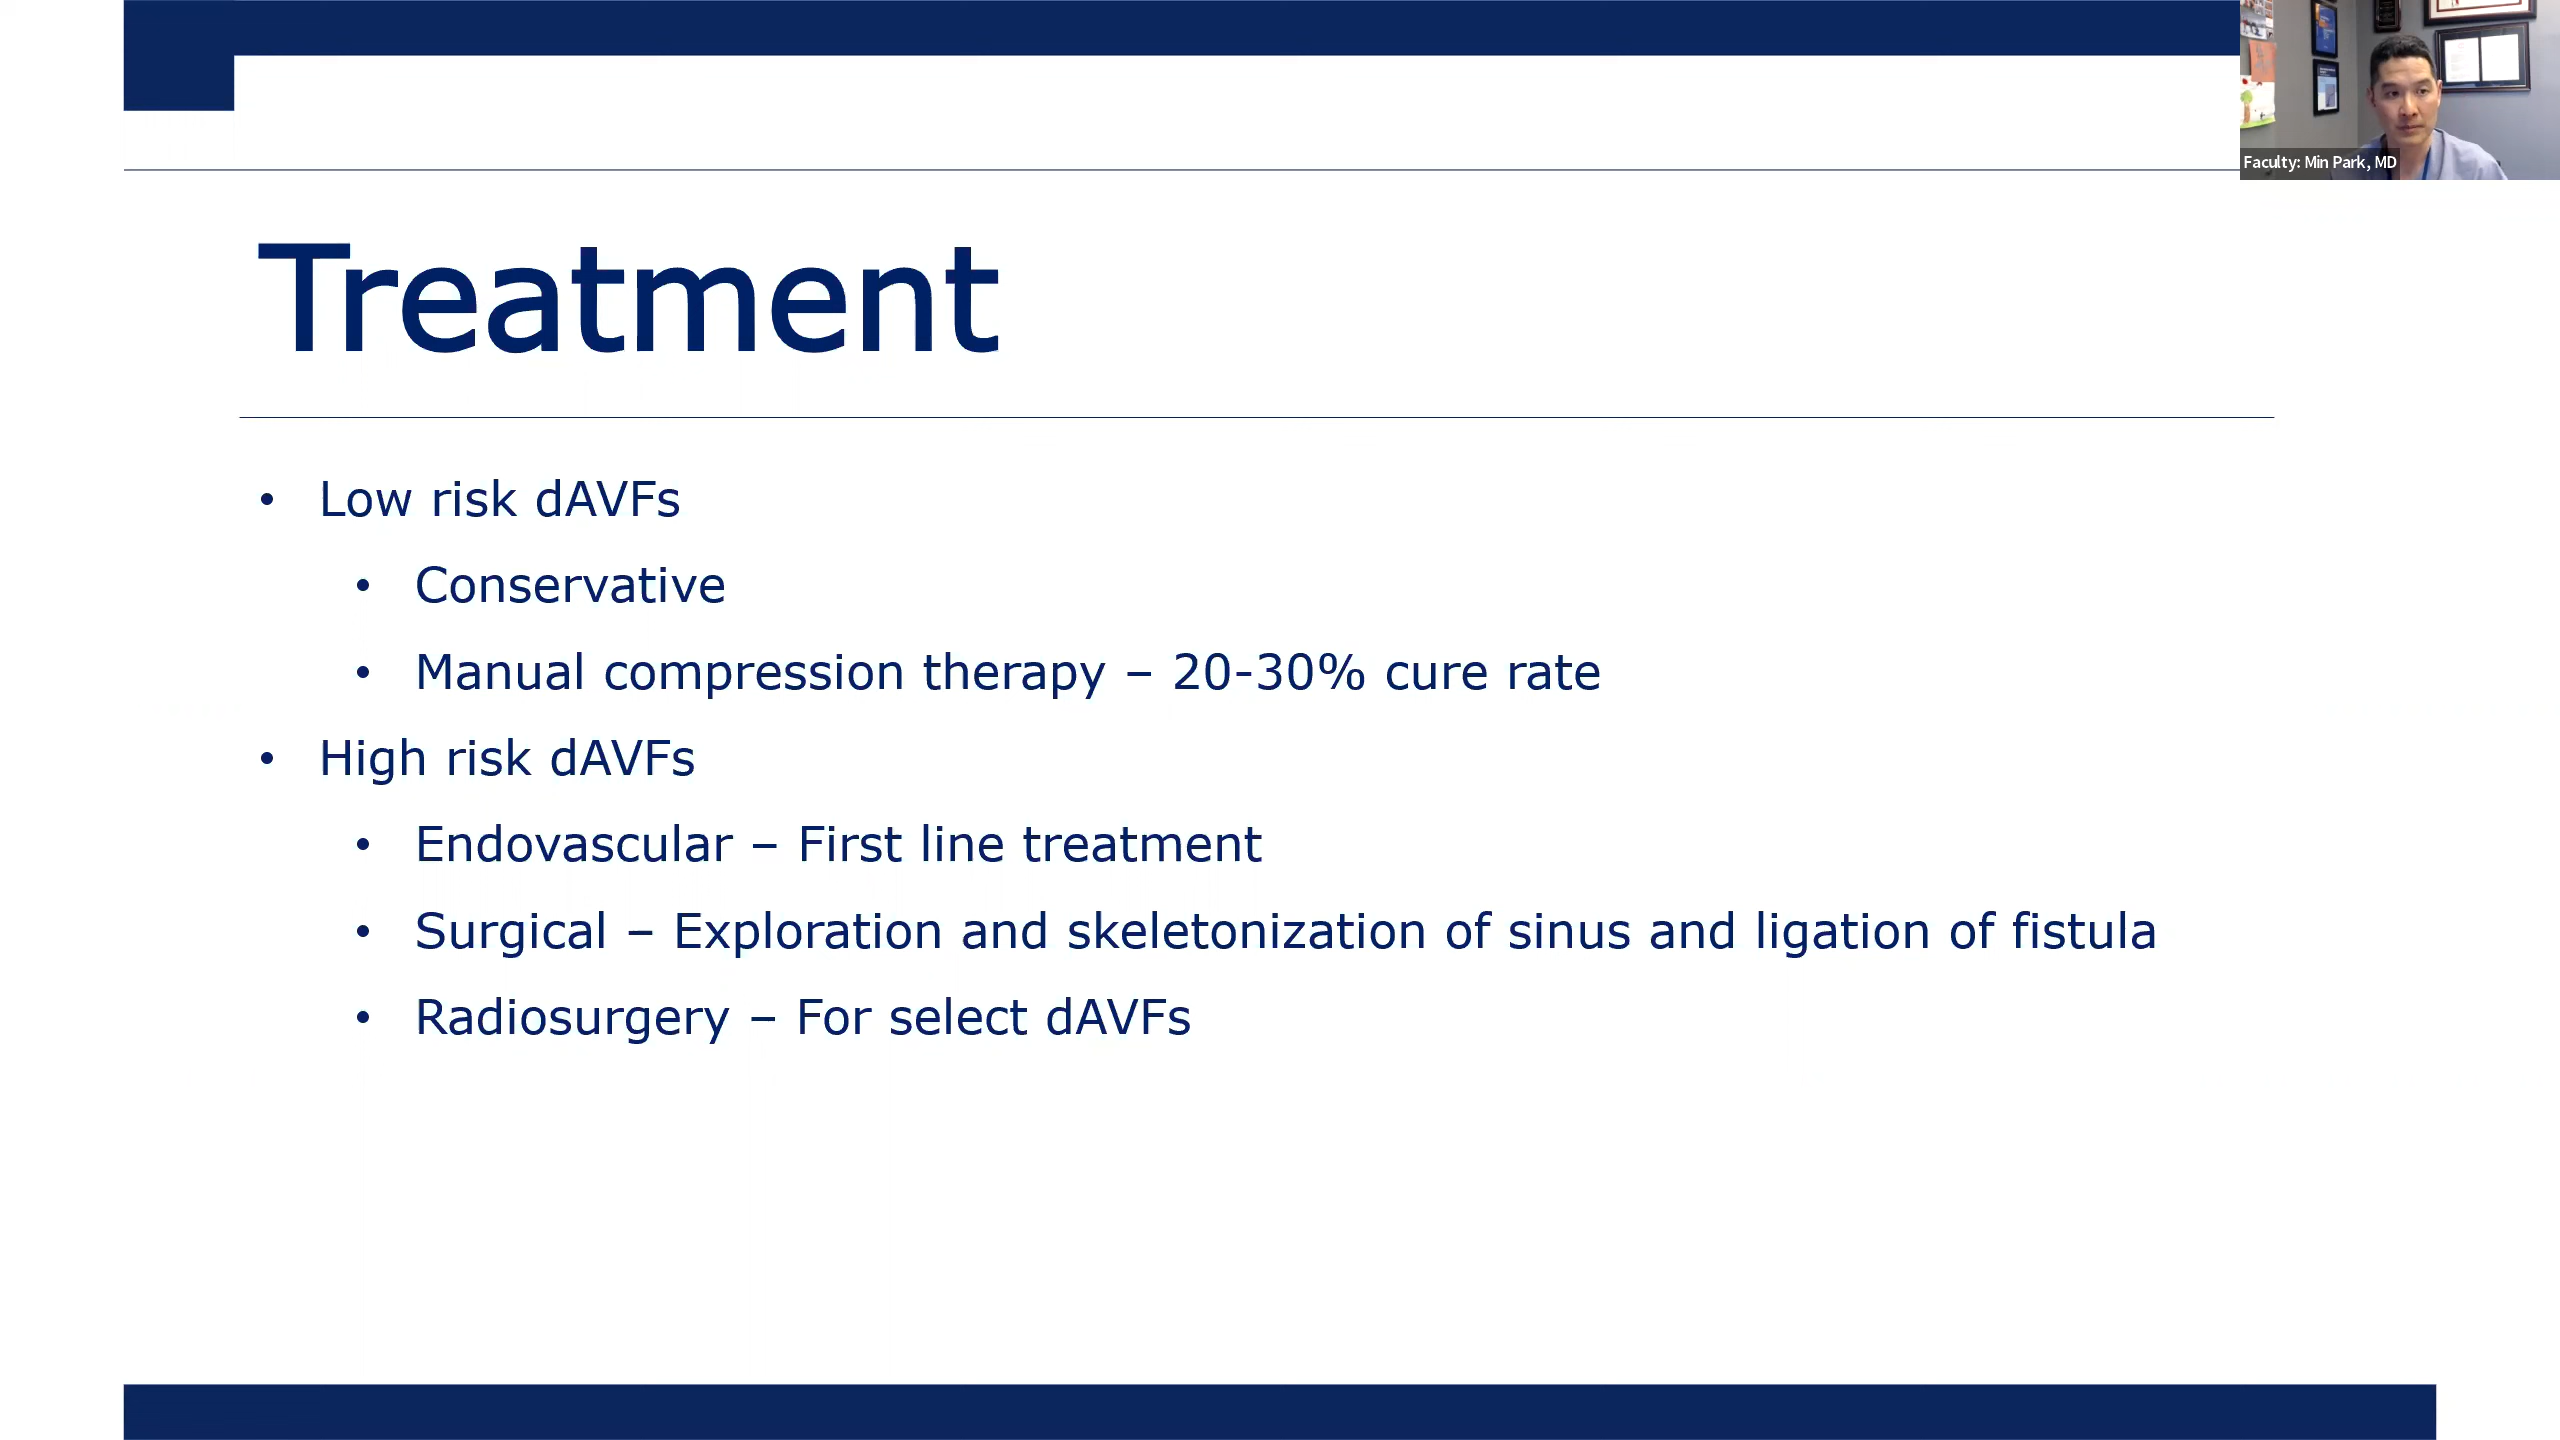 Faculty: Min Park, MD
Treatment
• Low risk dAVFs
• Conservative
• Manual compression therapy – 20-30% cure rate
• High risk dAVFs
• Endovascular – First line treatment
• Surgical – Exploration and skeletonization of sinus and ligation of fistula
• Radiosurgery – For select dAVFs